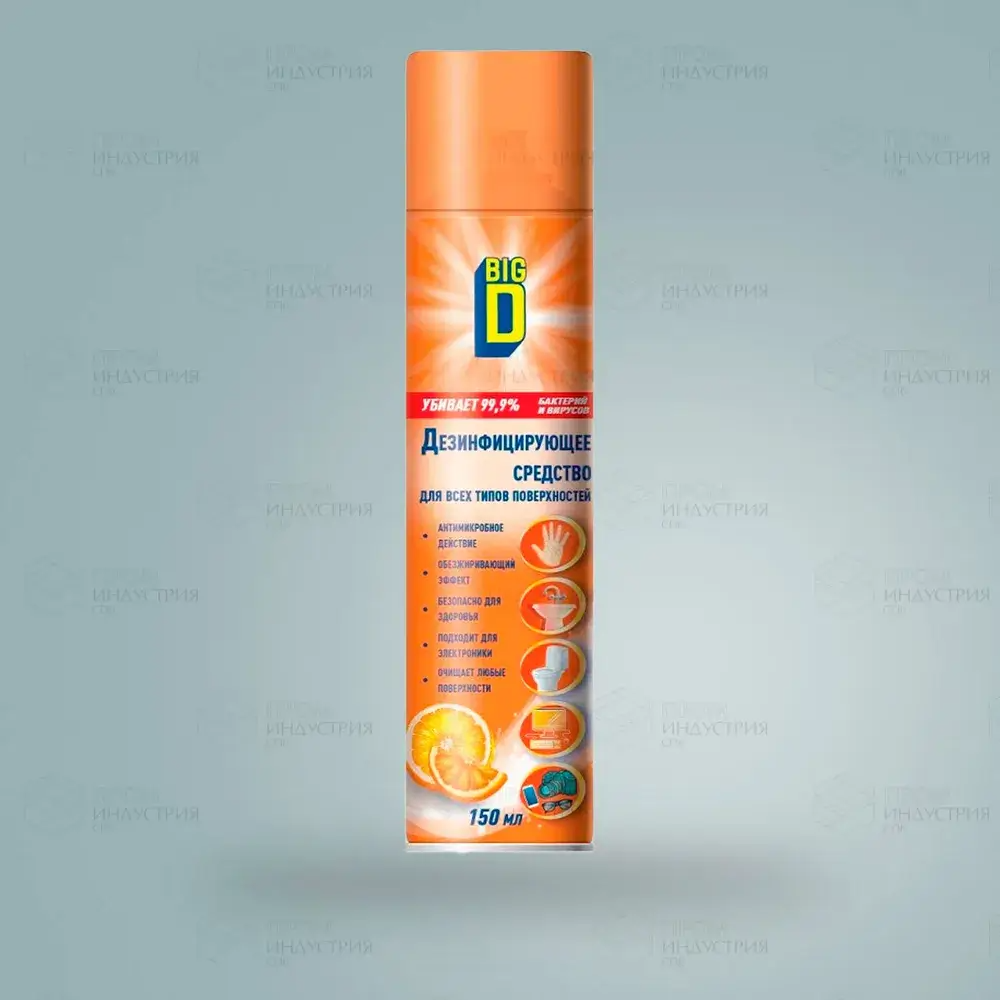 BIG
D
УБИВАЕТ 99,9% БАКТЕРИЙ И ВИРУСОВ
ДЕЗИНФИЦИРУЮЩЕЕ
СРЕДСТВО
ДЛЯ ВСЕХ ТИПОВ ПОВЕРХНОСТЕЙ
АНТИМИКРОБНОЕ
ДЕЙСТВИЕ
ОБЕЗЖИРИВАЮЩИЙ
ЭФФЕКТ
БЕЗОПАСНО ДЛЯ
ЗДОРОВЬЯ
ПОДХОДИТ ДЛЯ
ЭЛЕКТРОНИКИ
ОЧИЩАЕТ ЛЮБЫЕ
ПОВЕРХНОСТИ
150 МЛ
ИНДУСТРИЯ